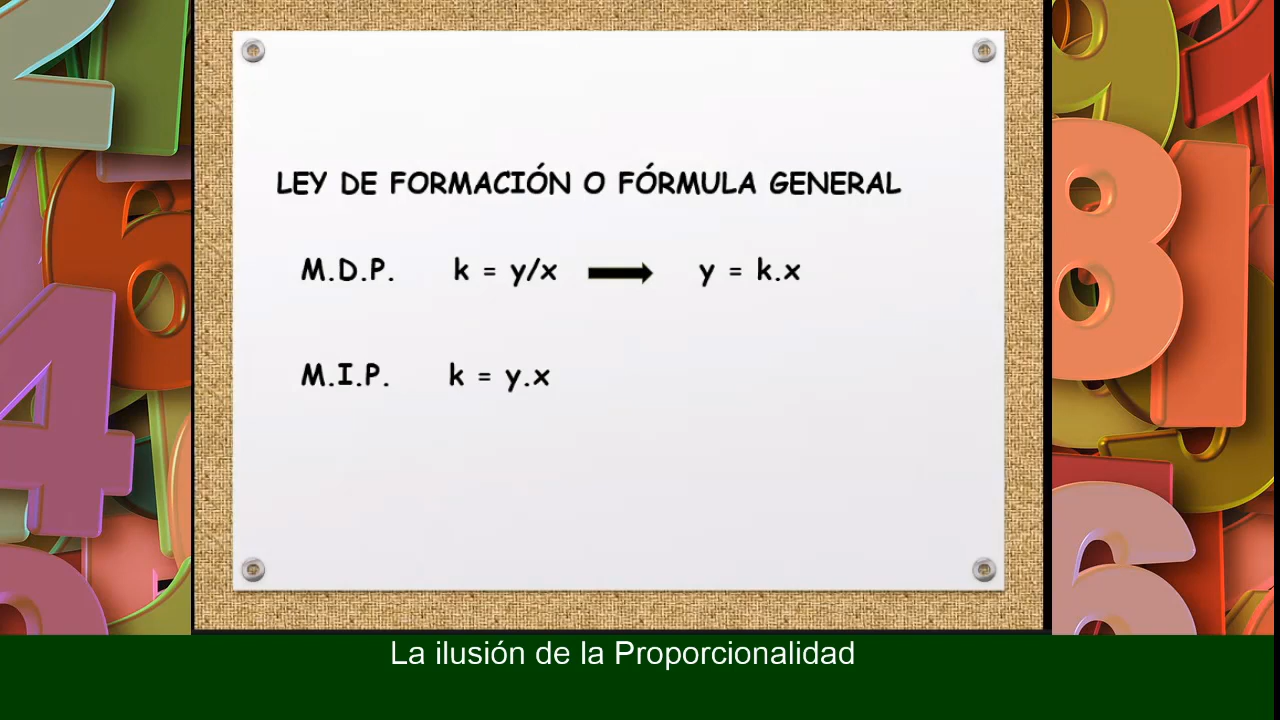 LEY DE FORMACIÓN O FÓRMULA GENERAL
M.D.P. k = y/x y = k.x
M.I.P. k = y.x
La ilusión de la Proporcionalidad